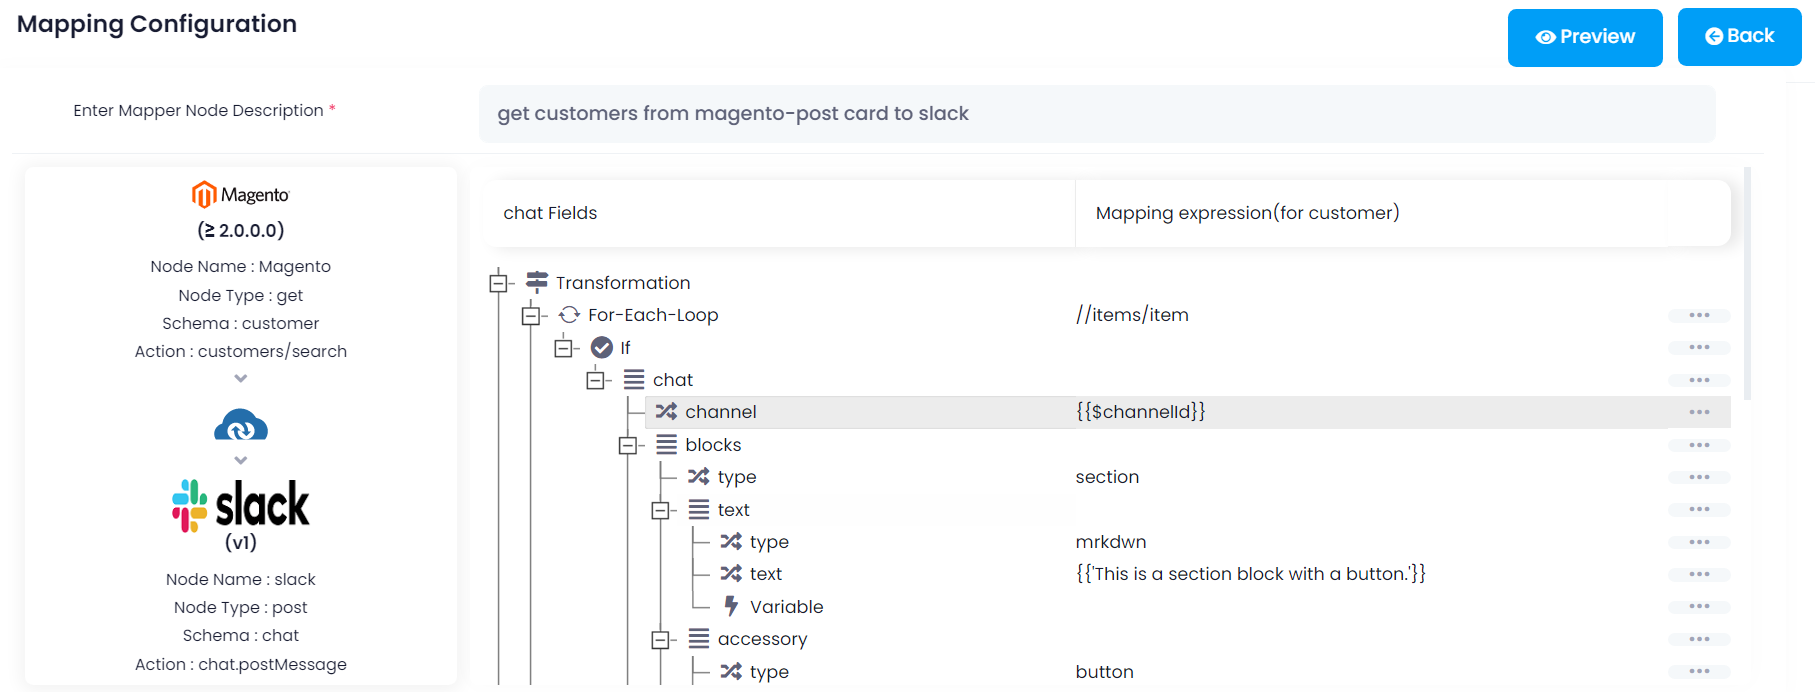 Mapping Configuration
Preview
Back
Enter Mapper Node Description *
get customers from magento-post card to slack
Magento
(≥ 2.0.0.0)
Node Name : Magento
Node Type : get
Schema : customer
Action : customers/search
slack
(v1)
Node Name : slack
Node Type : post
Schema : chat
Action : chat.postMessage
chat Fields
Mapping expression(for customer)
Transformation
For-Each-Loop //items/item
If
chat
channel {{$channelId}}
blocks
type section
text
type mrkdwn
text {{'This is a section block with a button.'}}
Variable
accessory
type button